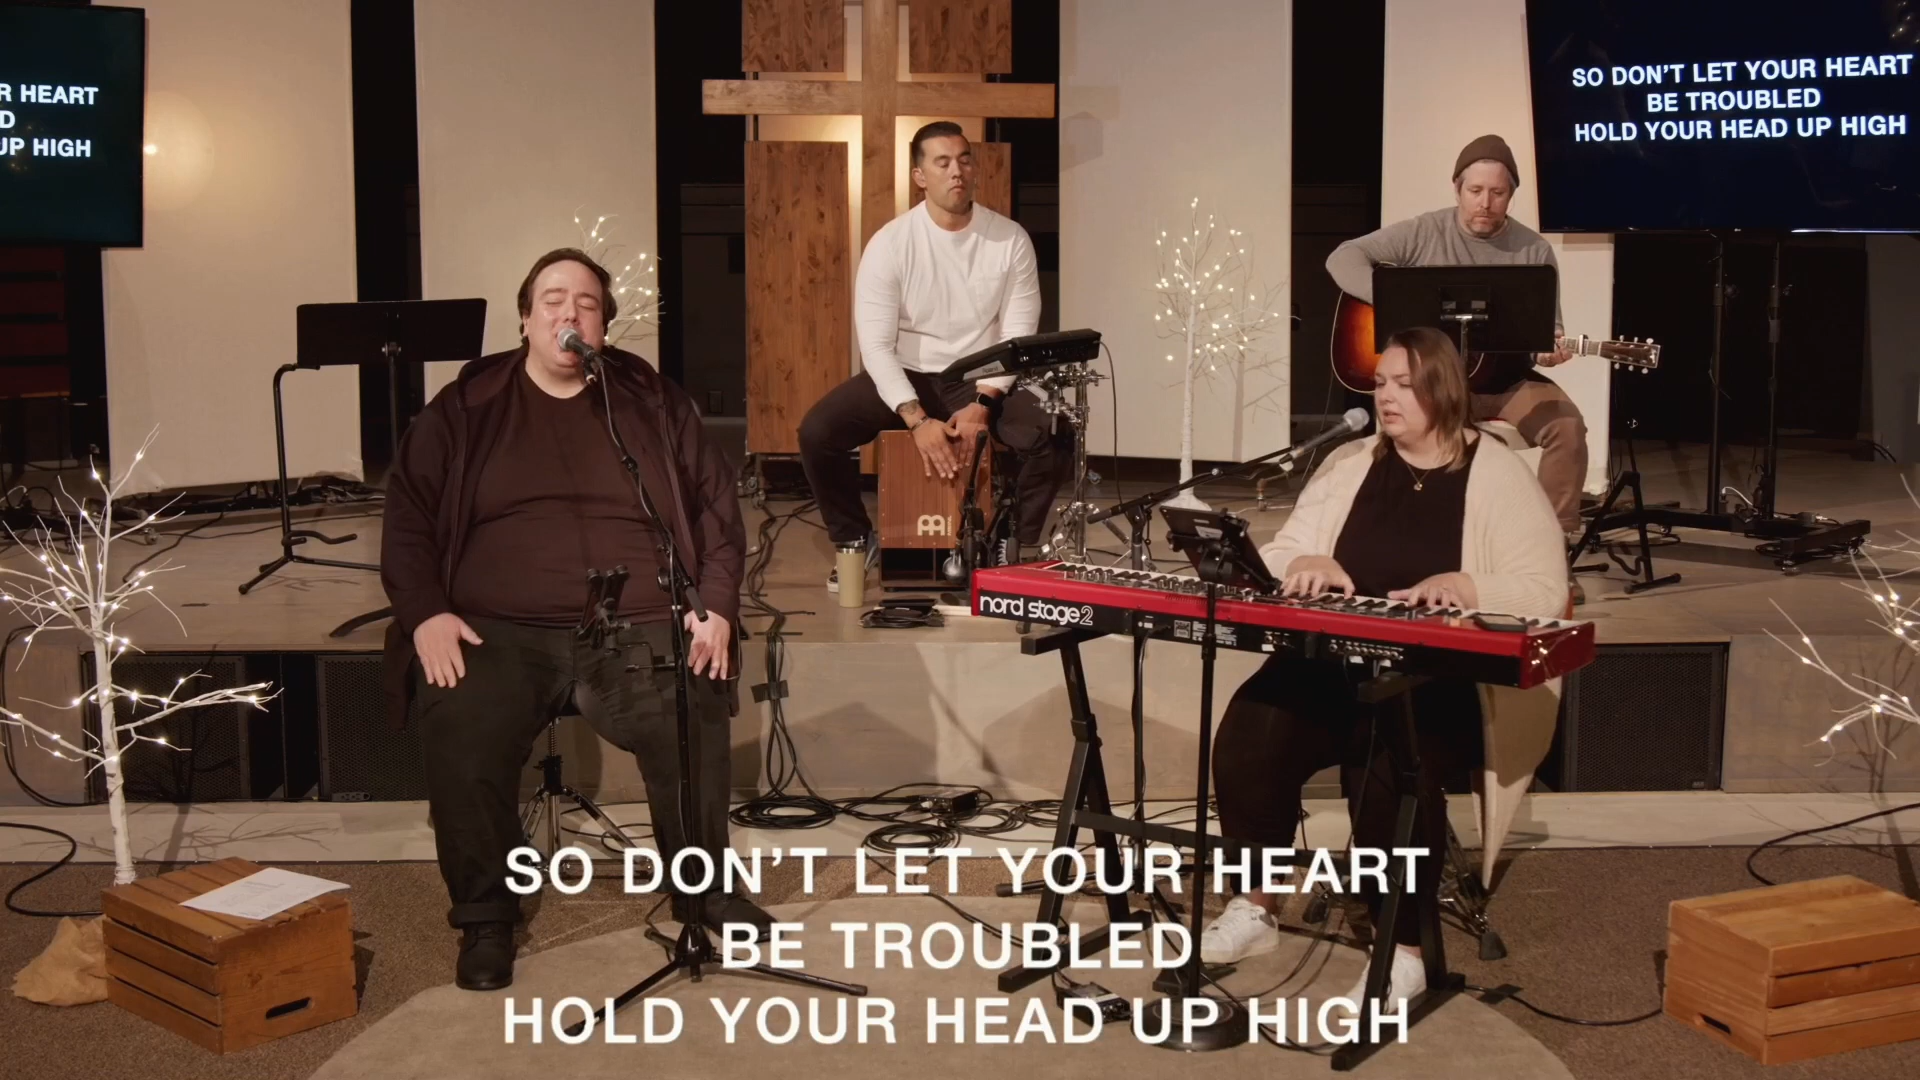 R HEART
D
UP HIGH
SO DON'T LET YOUR HEART
BE TROUBLED
HOLD YOUR HEAD UP HIGH
nord stage 2
SO DON'T LET YOUR HEART
BE TROUBLED
HOLD YOUR HEAD UP HIGH